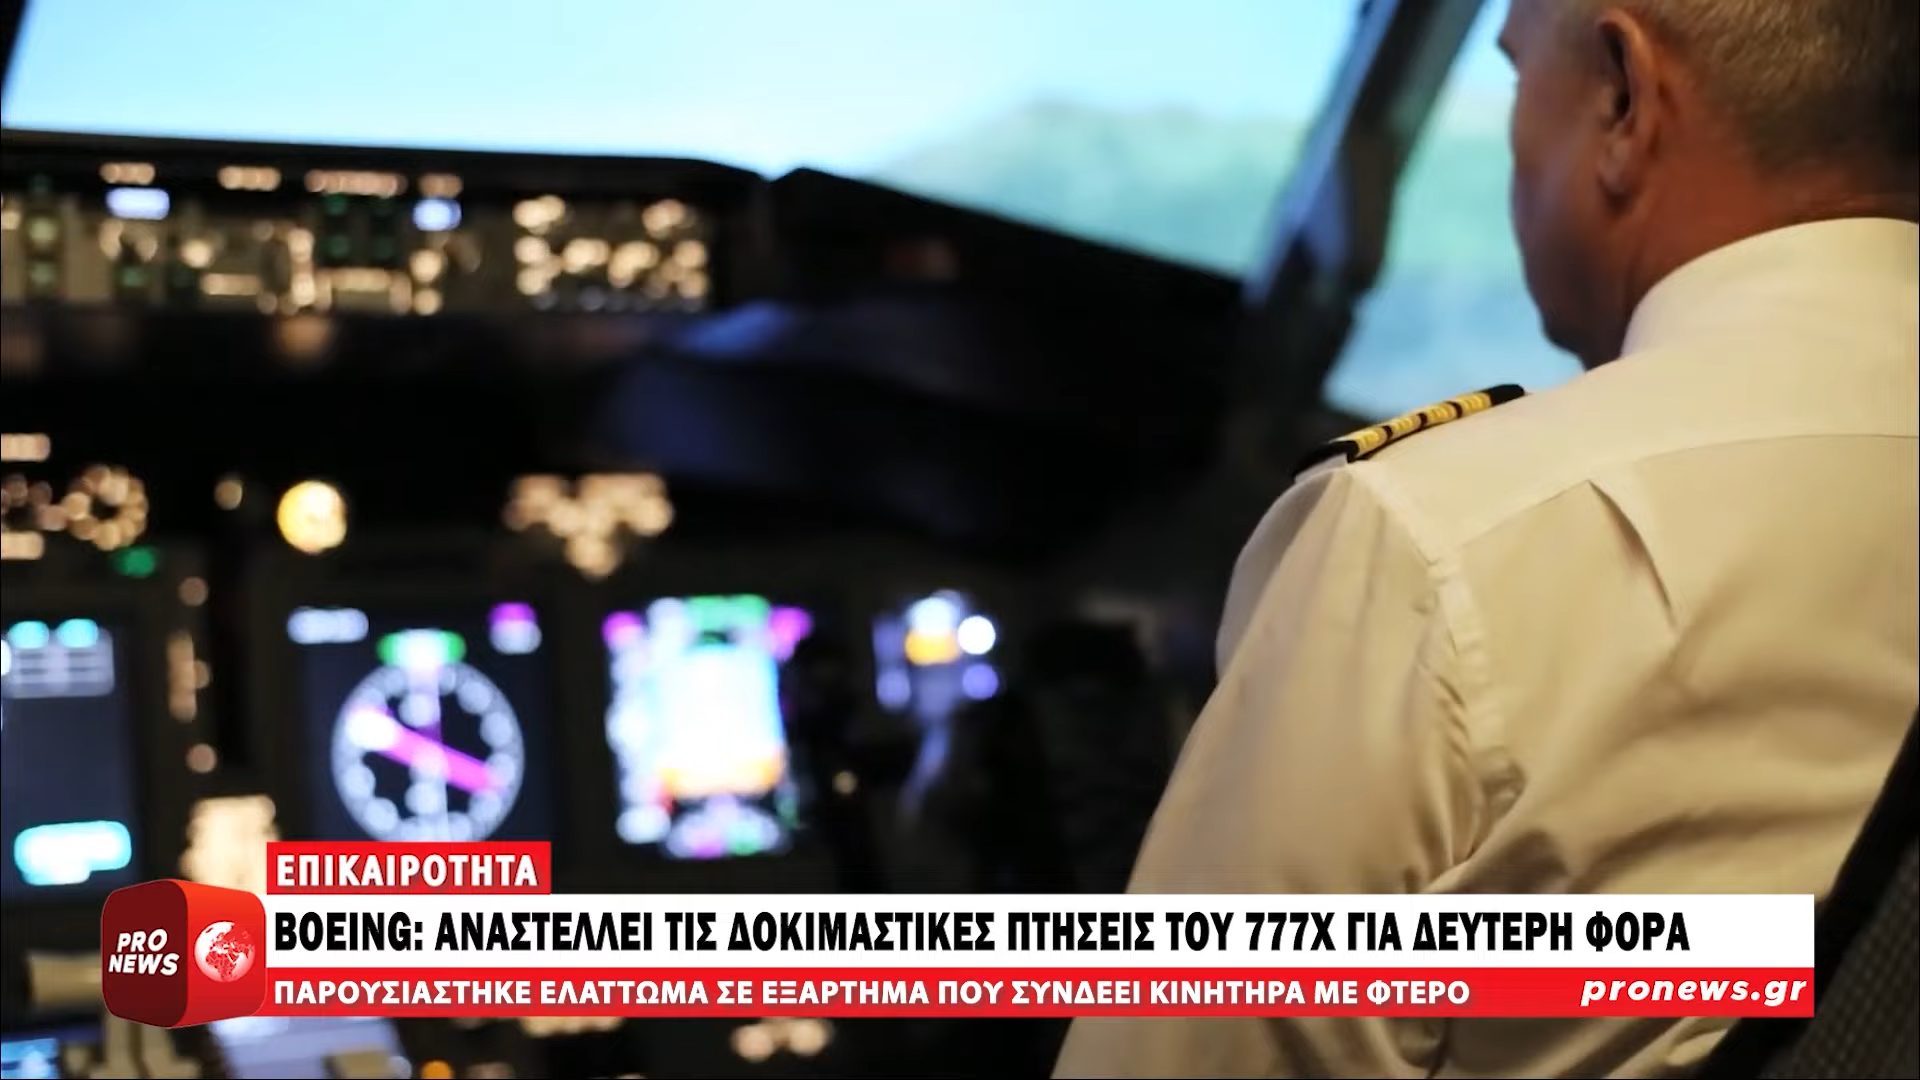 ΕΠΙΚΑΙΡΟΤΗΤΑ
BOEING: ΑΝΑΣΤΕΛΛΕΙ ΤΙΣ ΔΟΚΙΜΑΣΤΙΚΕΣ ΠΤΗΣΕΙΣ ΤΟΥ 777X ΓΙΑ ΔΕΥΤΕΡΗ ΦΟΡΑ
PRO
NEWS
ΠΑΡΟΥΣΙΑΣΤΗΚΕ ΕΛΑΤΤΩΜΑ ΣΕ ΕΞΑΡΤΗΜΑ ΠΟΥ ΣΥΝΔΕΕΙ ΚΙΝΗΤΗΡΑ ΜΕ ΦΤΕΡΟ
pronews.gr